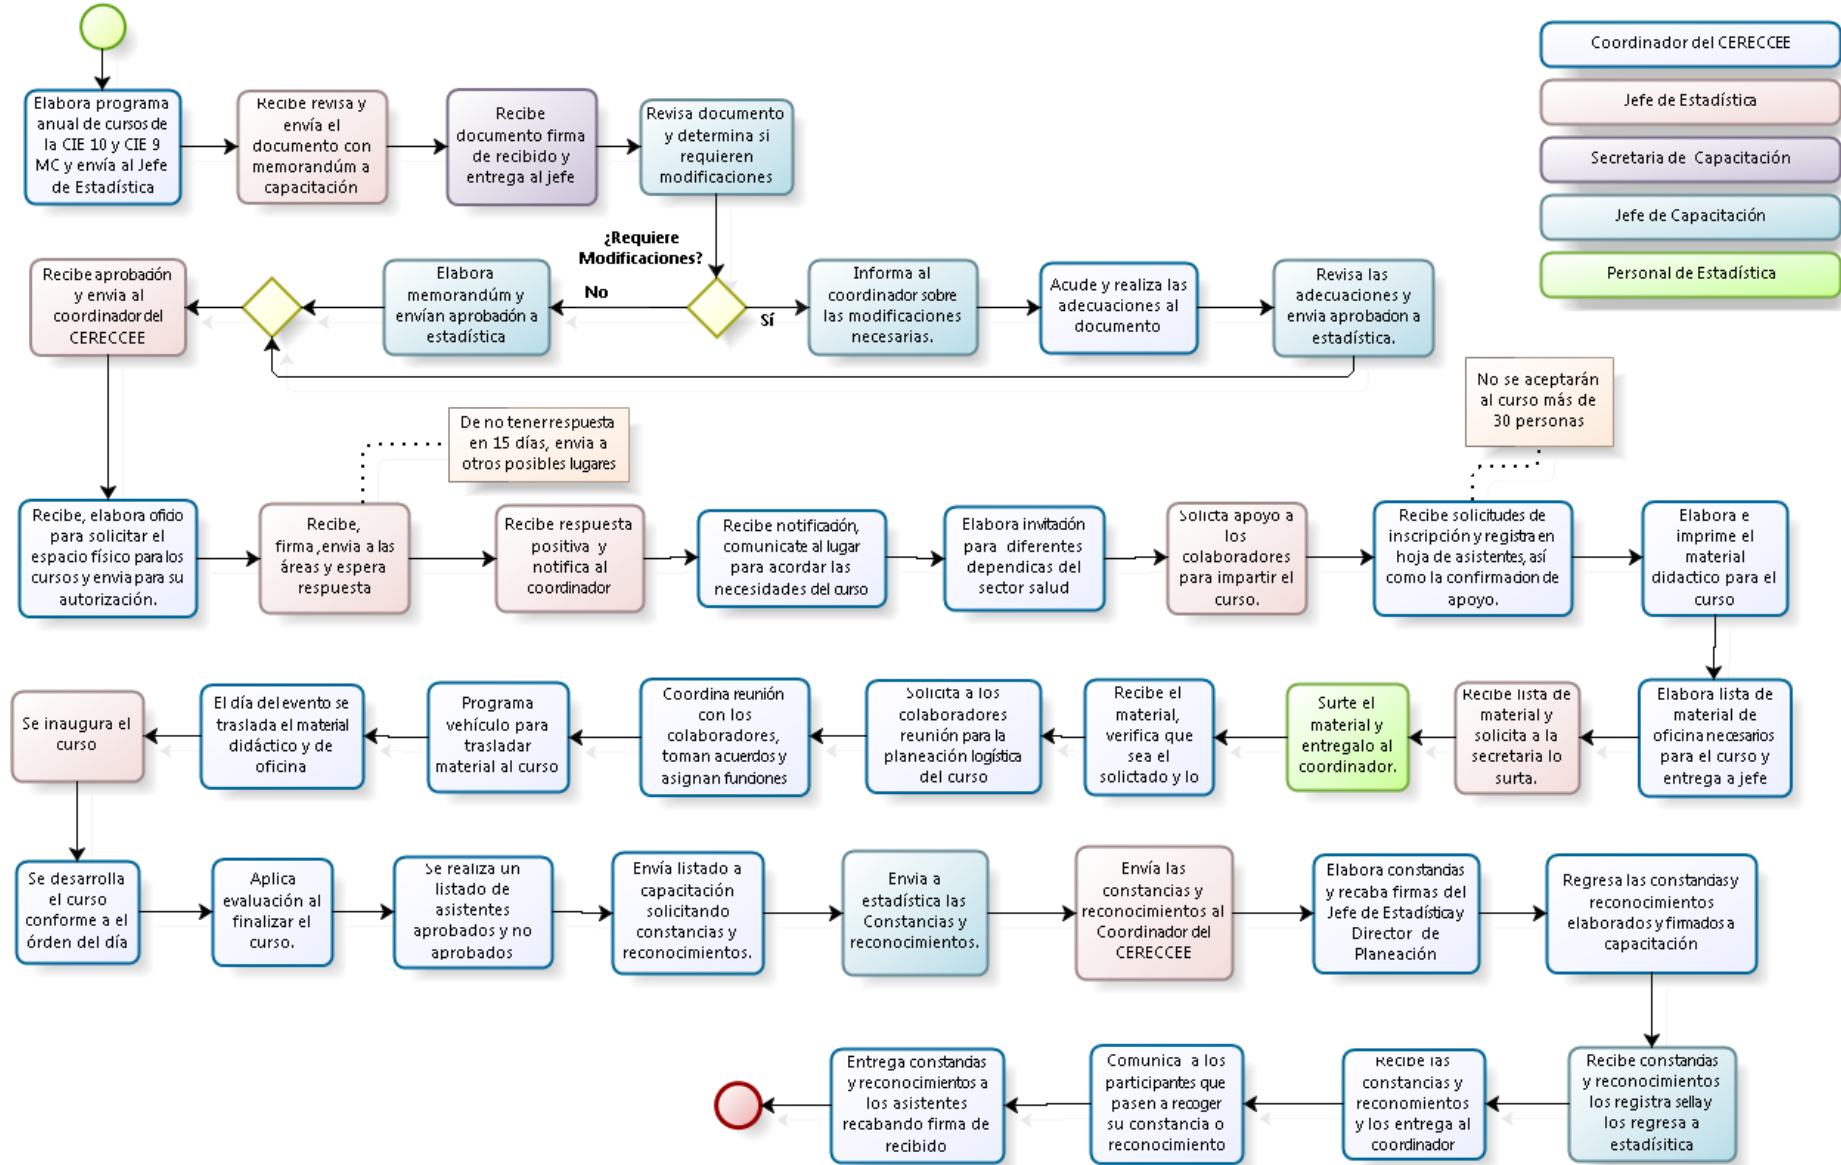 Elabora programa
anual de cursos de
la CIE 10 y CIE 9
MC y envía al Jefe
de Estadística
Recibe revisa y
envía el
documento con
memorandúm a
capacitación
Recibe
documento firma
de recibido y
entrega al jefe
Revisa documento
y determina si
requieren
modificaciones
Coordinador del CERECCEE
Jefe de Estadística
Secretaria de Capacitación
Jefe de Capacitación
Personal de Estadística
¿Requiere
Modificaciones?
No
Sí
Recibe aprobación
y envia al
coordinador del
CERECCEE
Elabora
memorandúm y
envían aprobación a
estadística
Informa al
coordinador sobre
las modificaciones
necesarias.
Acude y realiza las
adecuaciones al
documento
Revisa las
adecuaciones y
envia aprobacion a
estadística.
De no tener respuesta
en 15 días, envia a
otros posibles lugares
No se aceptarán
al curso más de
30 personas
Recibe, elabora oficio
para solicitar el
espacio físico para los
cursos y envia para su
autorización.
Recibe,
firma, envia a las
áreas y espera
respuesta
Recibe respuesta
positiva y
notifica al
coordinador
Recibe notificación,
comunicate al lugar
para acordar las
necesidades del curso
Elabora invitación
para diferentes
dependicas del
sector salud
Solicta apoyo a
los
colaboradores
para impartir el
curso.
Recibe solicitudes de
inscripción y registra en
hoja de asistentes, así
como la confirmacion de
apoyo.
Elabora e
imprime el
material
didactico para el
curso
Se inaugura el
curso
El día del evento se
traslada el material
didáctico y de
oficina
Programa
vehículo para
trasladar
material al curso
Coordina reunión
con los
colaboradores,
toman acuerdos y
asignan funciones
Solicita a los
colaboradores
reunión para la
planeación logística
del curso
Recibe el
material,
verifica que
sea el
solictado y lo
Surte el
material y
entregalo al
coordinador.
Recibe lista de
material y
solicita a la
secretaria lo
surta.
Elabora lista de
material de
oficina necesarios
para el curso y
entrega a jefe
Se desarrolla
el curso
conforme a el
órden del día
Aplica
evaluación al
finalizar el
curso.
Se realiza un
listado de
asistentes
aprobados y no
aprobados
Envía listado a
capacitación
solicitando
constancias y
reconocimientos.
Envia a
estadística las
Constancias y
reconocimientos.
Envía las
constancias y
reconocimientos al
Coordinador del
CERECCEE
Elabora constancias
y recaba firmas del
Jefe de Estadística y
Director de
Planeación
Regresa las constancias y
reconocimientos
elaborados y firmados a
capacitación
Entrega constancias
y reconocimientos a
los asistentes
recabando firma de
recibido
Comunica a los
participantes que
pasen a recoger
su constancia o
reconocimiento
Recibe las
constancias y
reconomientos
y los entrega al
coordinador
Recibe constancias
y reconocimientos
los registra sella y
los regresa a
estadísitica